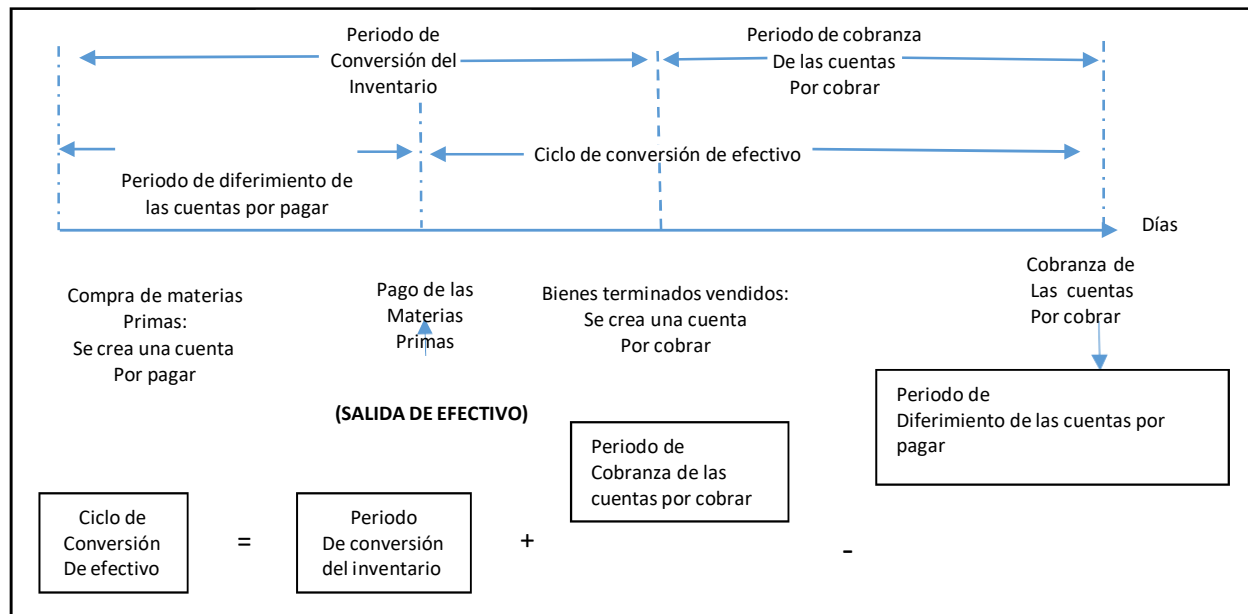 Periodo de
Conversión del
Inventario
Periodo de cobranza
De las cuentas
Por cobrar
Ciclo de conversión de efectivo
Periodo de diferimiento de
las cuentas por pagar
Días
Compra de materias
Primas:
Se crea una cuenta
Por pagar
Pago de las
Materias
Primas
Bienes terminados vendidos:
Se crea una cuenta
Por cobrar
Cobranza de
Las cuentas
Por cobrar
(SALIDA DE EFECTIVO)
Ciclo de
Conversión
De efectivo
=
Periodo
De conversión
del inventario
+
Periodo de
Cobranza de las
cuentas por cobrar
-
Periodo de
Diferimiento de las cuentas por
pagar